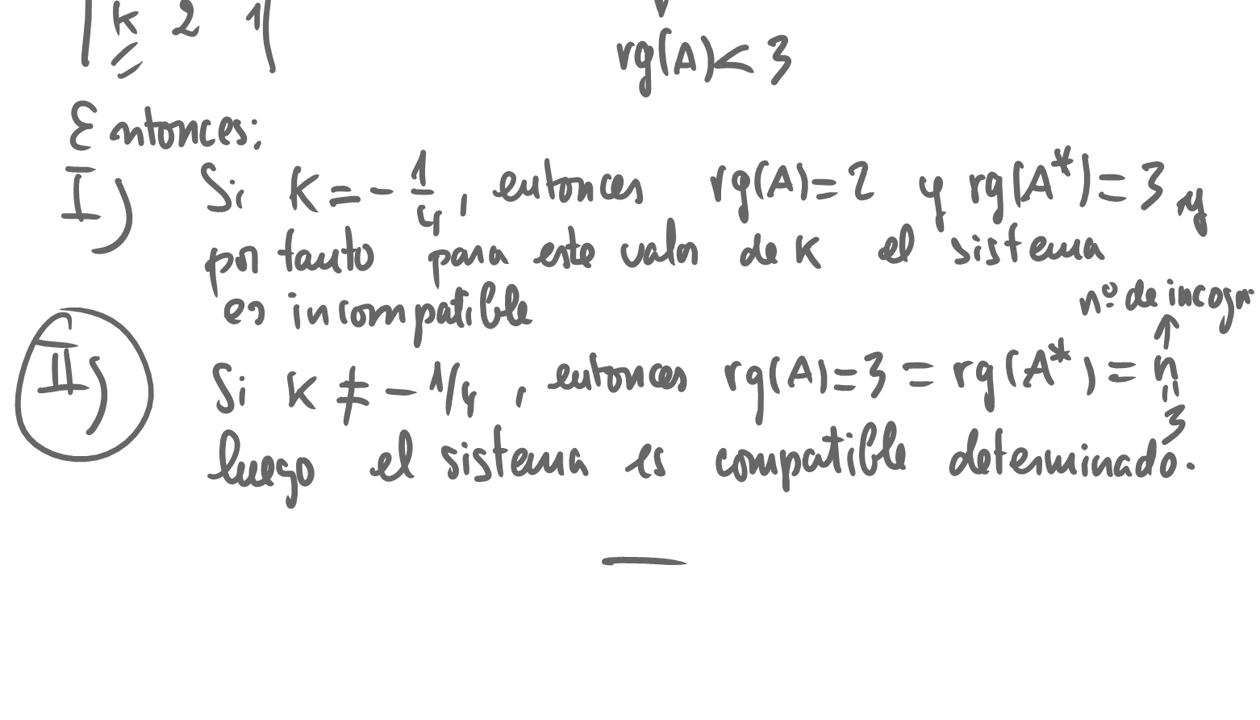 | k 2 1 |
rg(A) < 3
Entonces:
I) Si K = - 1/4, entonces rg(A) = 2 y rg(A*) = 3 y
por tanto para este valor de K el sistema
es incompatible
nº de incogn
II) Si K ≠ - 1/4, entonces rg(A) = 3 = rg(A*) = n
3
luego el sistema es compatible determinado.